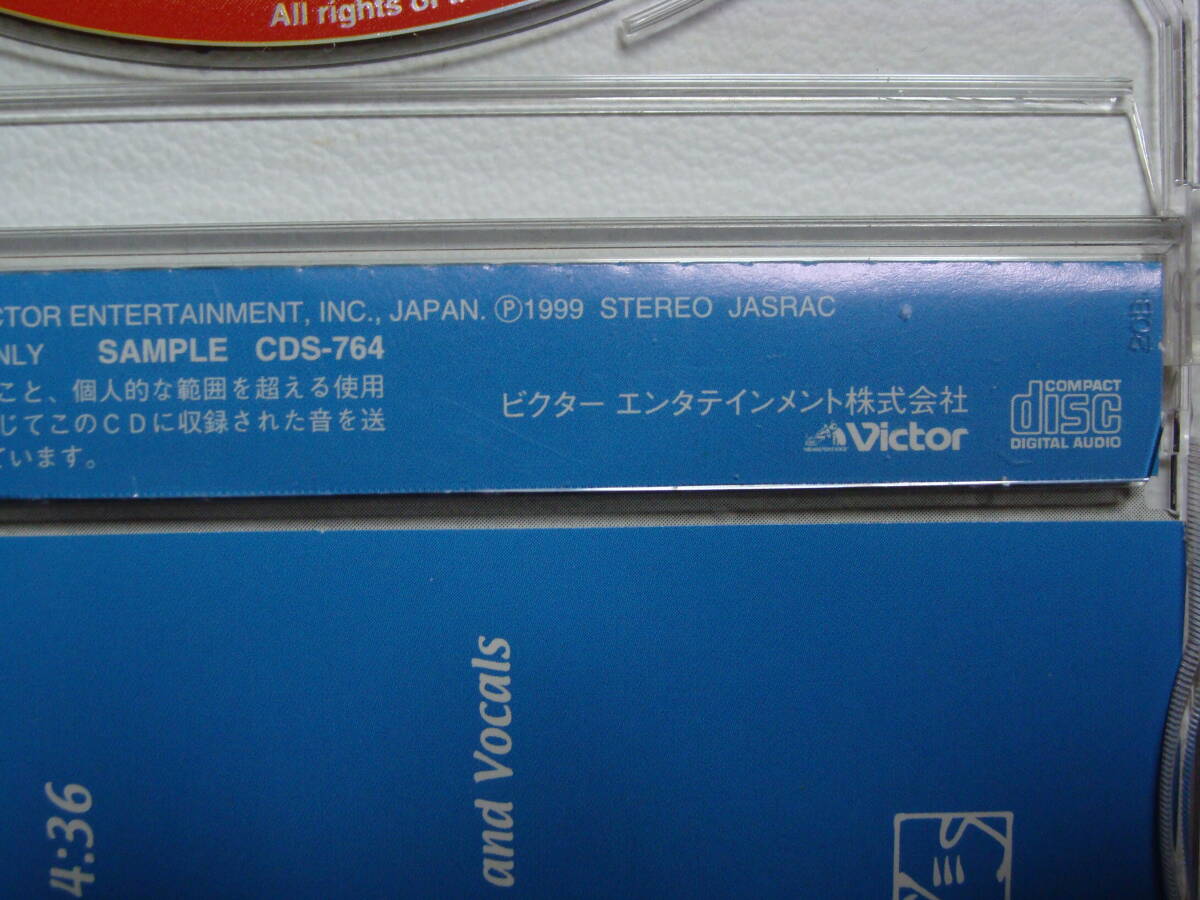 All rights of
CTOR ENTERTAINMENT, INC., JAPAN. Ⓟ1999 STEREO JASRAC
NLY SAMPLE CDS-764
こと、個人的な範囲を超える使用
じてこのCDに収録された音を送
ています。
ビクター エンタテインメント株式会社
Victor
COMPACT
disc
DIGITAL AUDIO
and Vocals
4:36